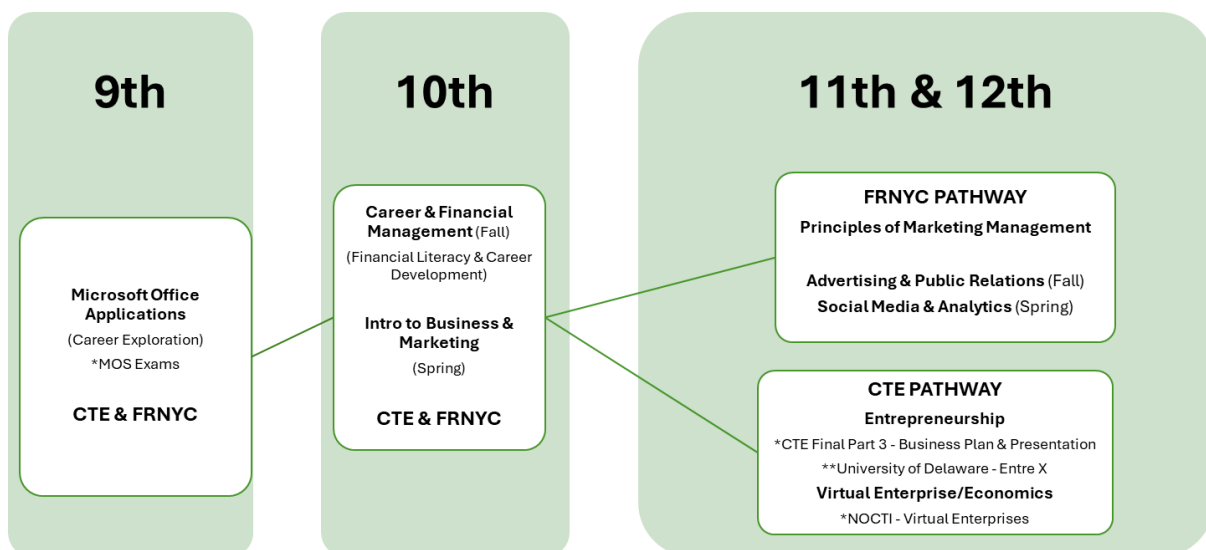 9th
Microsoft Office
Applications
(Career Exploration)
*MOS Exams
CTE & FRNYC
10th
Career & Financial
Management (Fall)
(Financial Literacy & Career
Development)
Intro to Business &
Marketing
(Spring)
CTE & FRNYC
11th & 12th
FRNYC PATHWAY
Principles of Marketing Management
Advertising & Public Relations (Fall)
Social Media & Analytics (Spring)
CTE PATHWAY
Entrepreneurship
*CTE Final Part 3 - Business Plan & Presentation
**University of Delaware - Entre X
Virtual Enterprise/Economics
*NOCTI - Virtual Enterprises